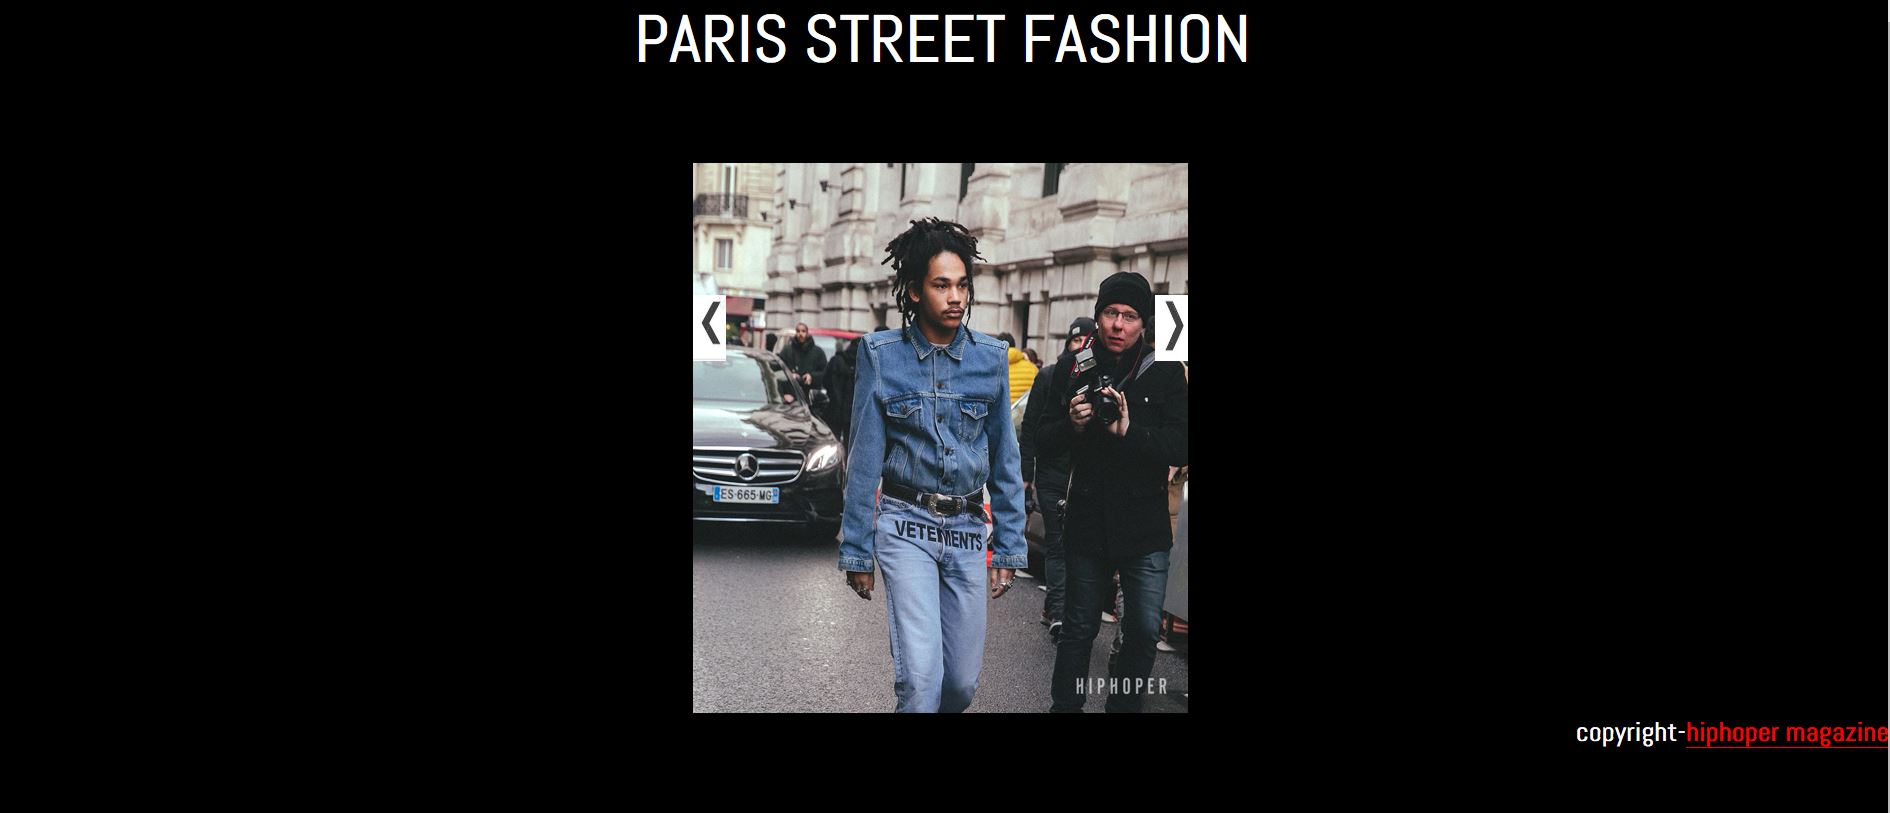 PARIS STREET FASHION
ES-665-MG
VETEMENTS
HIPHOPER
copyright-hiphoper magazine